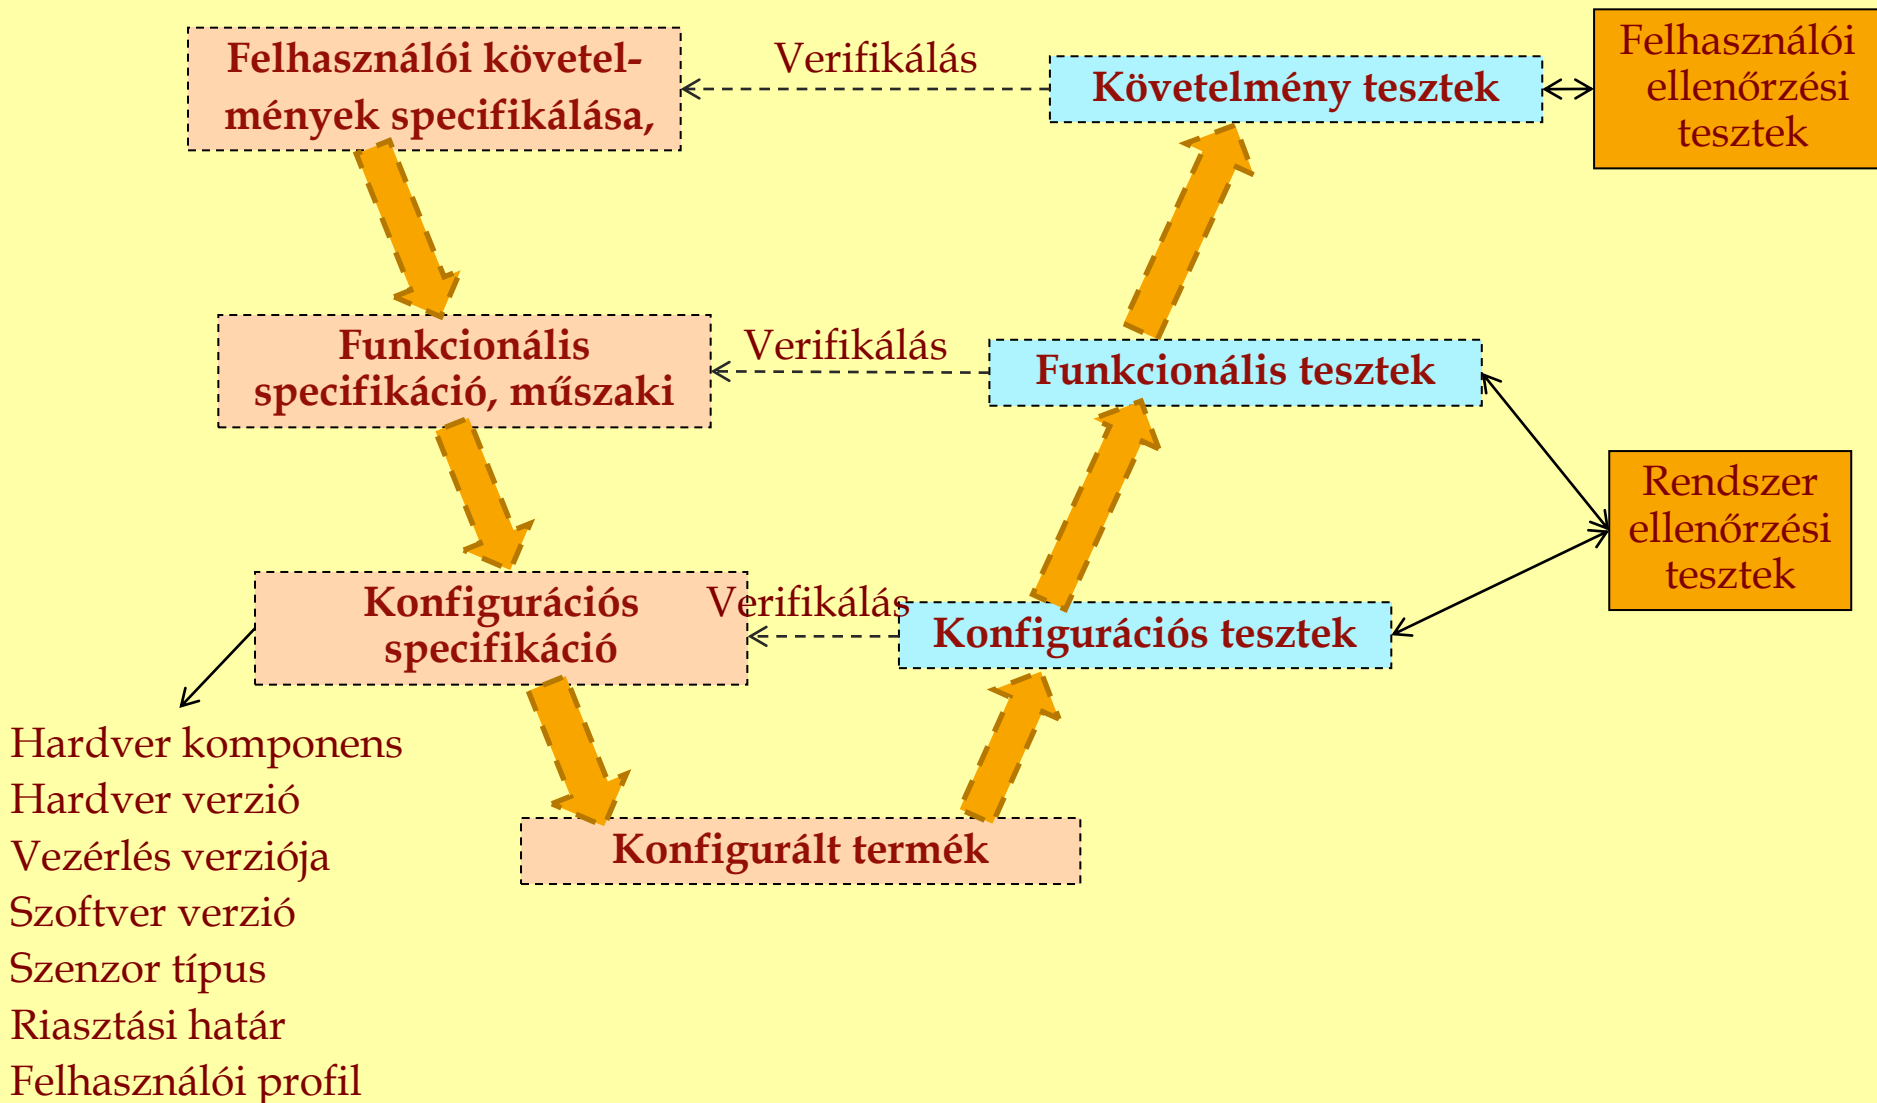 Felhasználói követel-
mények specifikálása,
Verifikálás
Követelmény tesztek
Felhasználói
ellenőrzési
tesztek
Funkcionális
specifikáció, műszaki
Verifikálás
Funkcionális tesztek
Rendszer
ellenőrzési
tesztek
Konfigurációs
specifikáció
Verifikálás
Konfigurációs tesztek
Konfigurált termék
Hardver komponens
Hardver verzió
Vezérlés verziója
Szoftver verzió
Szenzor típus
Riasztási határ
Felhasználói profil